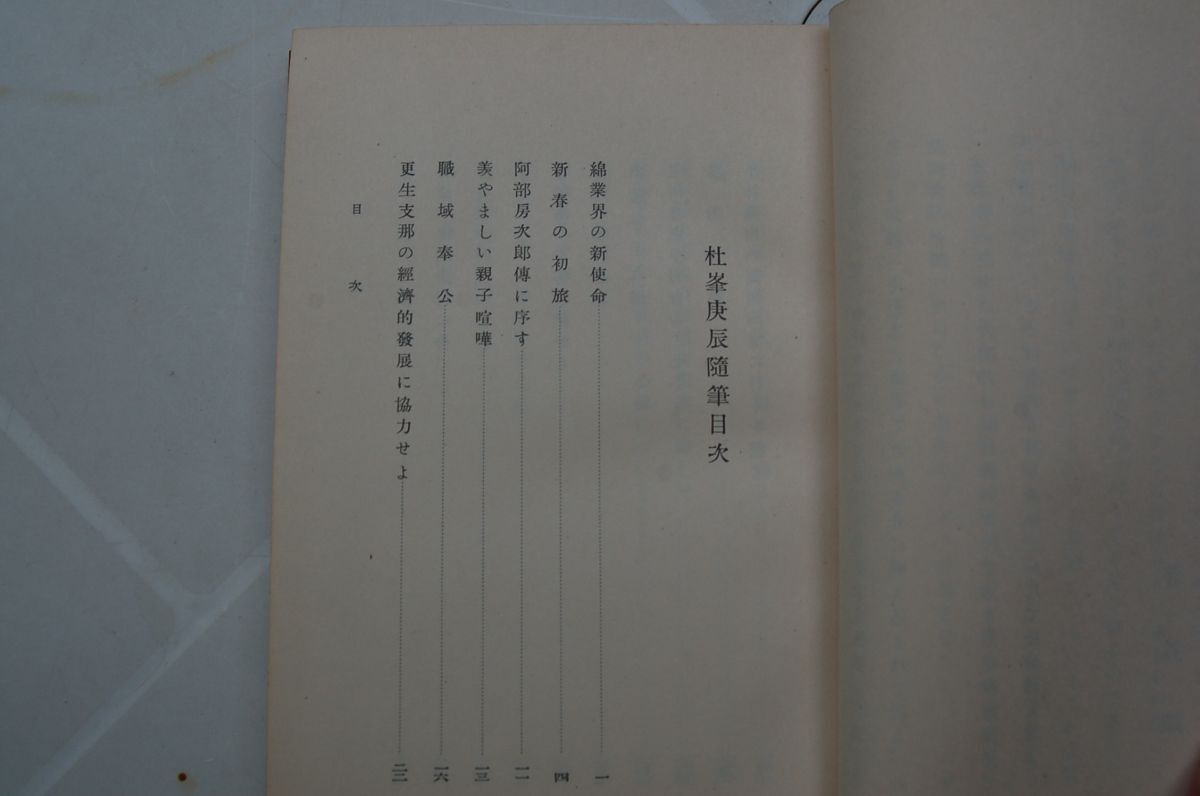 杜峯庚辰隨筆目次
綿業界の新使命……一
新春の初旅……四
阿部房次郎傳に序す……一一
羨やましい親子喧嘩……一三
職域奉公……一六
更生支那の經濟的發展に協力せよ……二二
目次